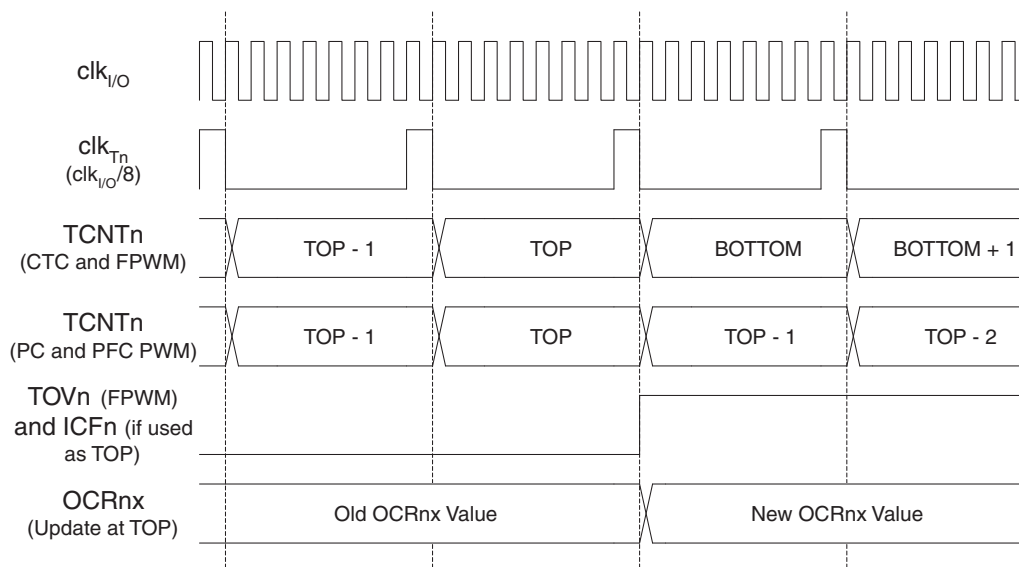 clkI/O
clkTn
(clkI/O/8)
TCNTn
(CTC and FPWM)
TOP - 1
TOP
BOTTOM
BOTTOM + 1
TCNTn
(PC and PFC PWM)
TOP - 1
TOP
TOP - 1
TOP - 2
TOVn (FPWM)
and ICFn (if used
as TOP)
OCRnx
(Update at TOP)
Old OCRnx Value
New OCRnx Value